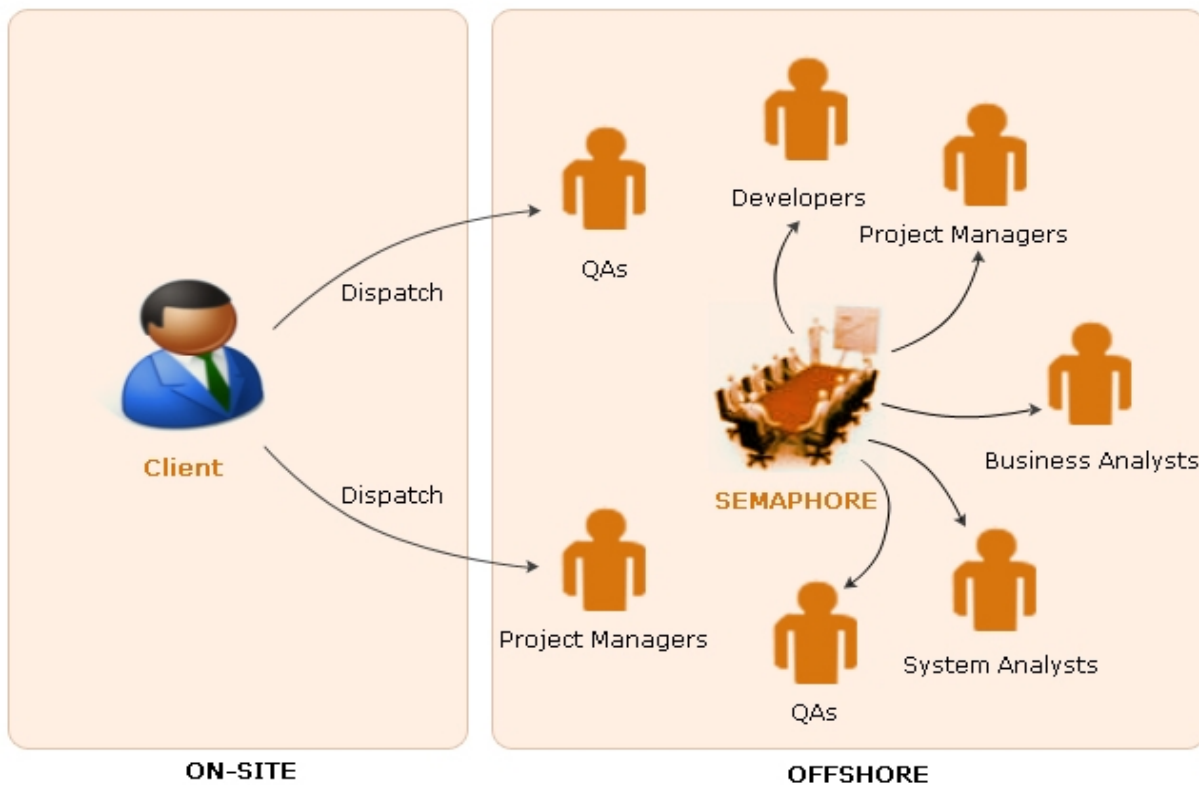 Developers
Project Managers
QAs
Dispatch
Client
Business Analysts
Dispatch
SEMAPHORE
Project Managers
System Analysts
QAs
ON-SITE
OFFSHORE